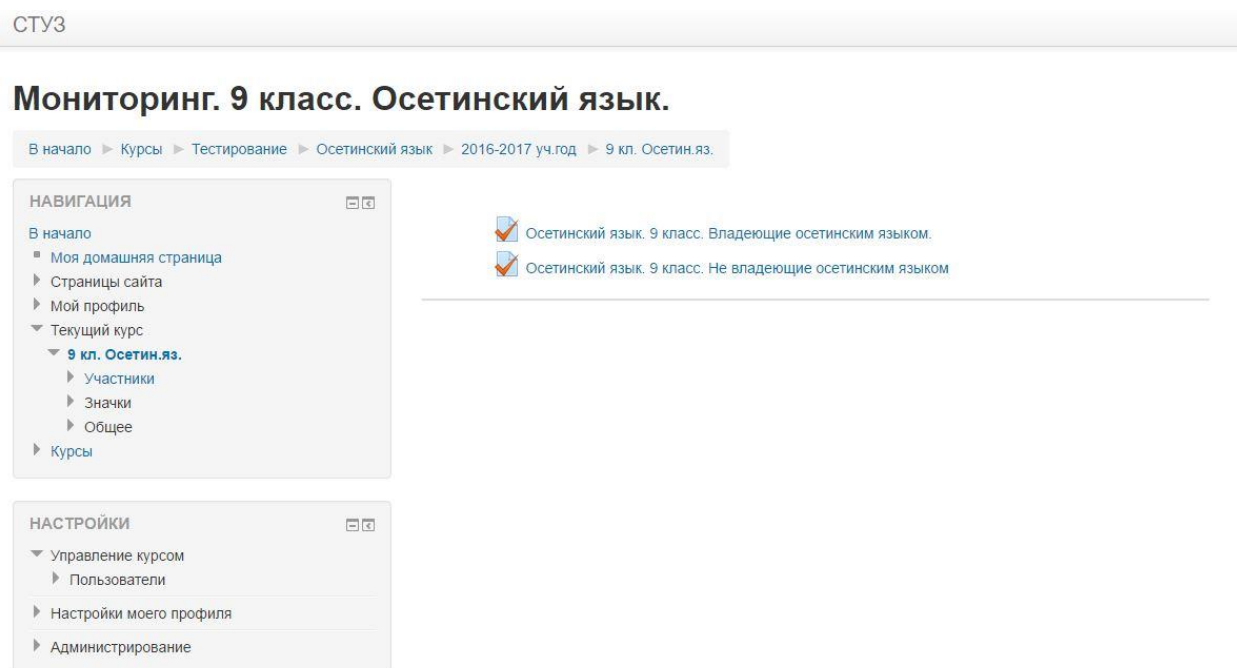 СТУЗ
Мониторинг. 9 класс. Осетинский язык.
В начало ► Курсы ► Тестирование ► Осетинский язык ► 2016-2017 уч.год ► 9 кл. Осетин.яз.
НАВИГАЦИЯ
В начало
Моя домашняя страница
Страницы сайта
Мой профиль
Текущий курс
9 кл. Осетин.яз.
Участники
Значки
Общее
Курсы
НАСТРОЙКИ
Управление курсом
Пользователи
Настройки моего профиля
Администрирование
Осетинский язык. 9 класс. Владеющие осетинским языком.
Осетинский язык. 9 класс. Не владеющие осетинским языком